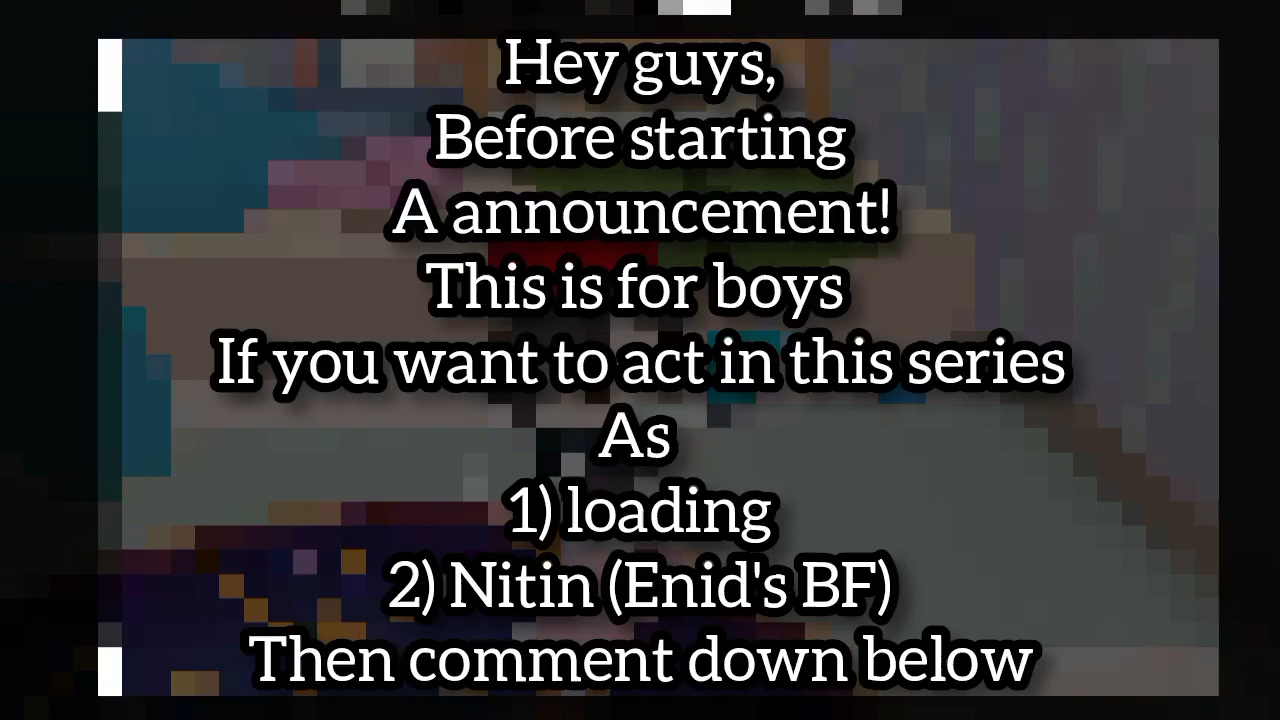 Hey guys,
Before starting
A announcement!
This is for boys
If you want to act in this series
As
1) loading
2) Nitin (Enid's BF)
Then comment down below